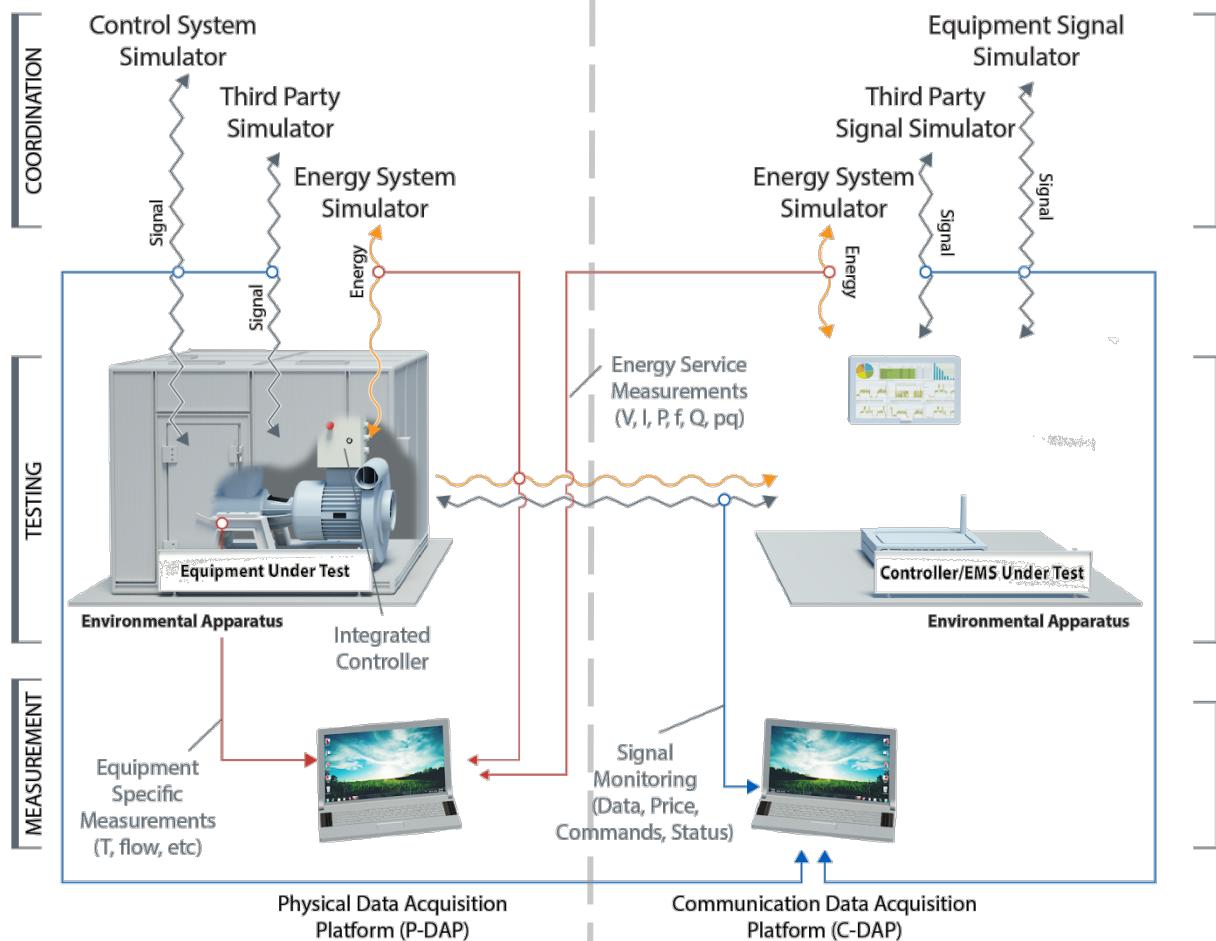 COORDINATION
Control System
Simulator
Third Party
Simulator
Energy System
Simulator
Signal
Signal
Energy
Equipment Signal
Simulator
Third Party
Signal Simulator
Energy System
Simulator
Energy
Signal
Signal
TESTING
Energy Service
Measurements
(V, I, P, f, Q, pq)
Equipment Under Test
Environmental Apparatus
Integrated
Controller
Controller/EMS Under Test
Environmental Apparatus
MEASUREMENT
Equipment
Specific
Measurements
(T, flow, etc)
Signal
Monitoring
(Data, Price,
Commands, Status)
Physical Data Acquisition
Platform (P-DAP)
Communication Data Acquisition
Platform (C-DAP)